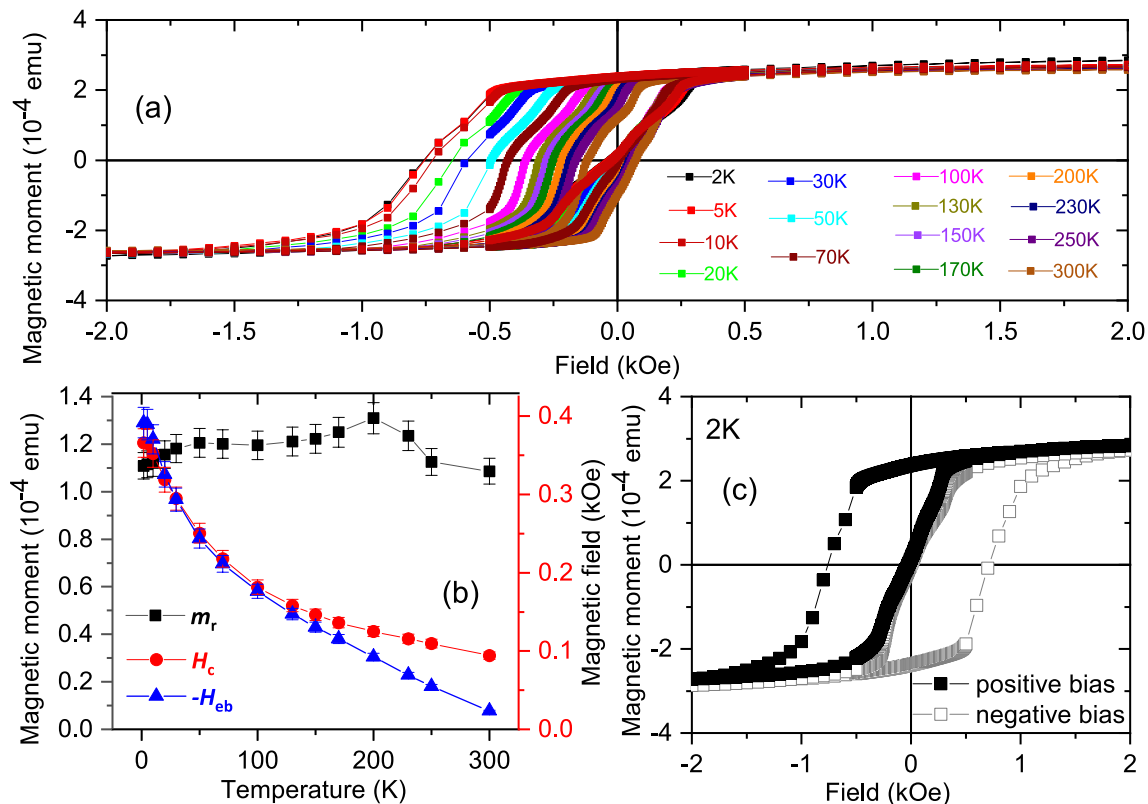 4
2
0
-2
-4
Magnetic moment (10⁻⁴ emu)
(a)
2K
5K
10K
20K
30K
50K
70K
100K
130K
150K
170K
200K
230K
250K
300K
-2.0 -1.5 -1.0 -0.5 0.0 0.5 1.0 1.5 2.0
Field (kOe)
1.4
1.2
1.0
0.8
0.6
0.4
0.2
0.0
Magnetic moment (10⁻⁴ emu)
(b)
mr
Hc
-Heb
0.4
0.3
0.2
0.1
0.0
Magnetic field (kOe)
0 50 100 150 200 250 300
Temperature (K)
4
2
0
-2
-4
Magnetic moment (10⁻⁴ emu)
2K
(c)
positive bias
negative bias
-2 -1 0 1 2
Field (kOe)